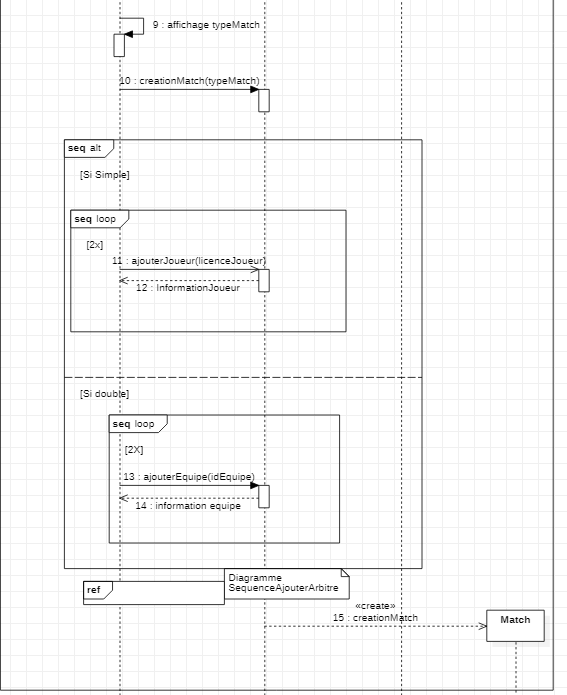 9 : affichage typeMatch
10 : creationMatch(typeMatch)
seq alt
[Si Simple]
seq loop
[2x]
11 : ajouterJoueur(licenceJoueur)
12 : InformationJoueur
[Si double]
seq loop
[2X]
13 : ajouterEquipe(idEquipe)
14 : information equipe
ref
Diagramme
SequenceAjouterArbitre
«create»
15 : creationMatch
Match